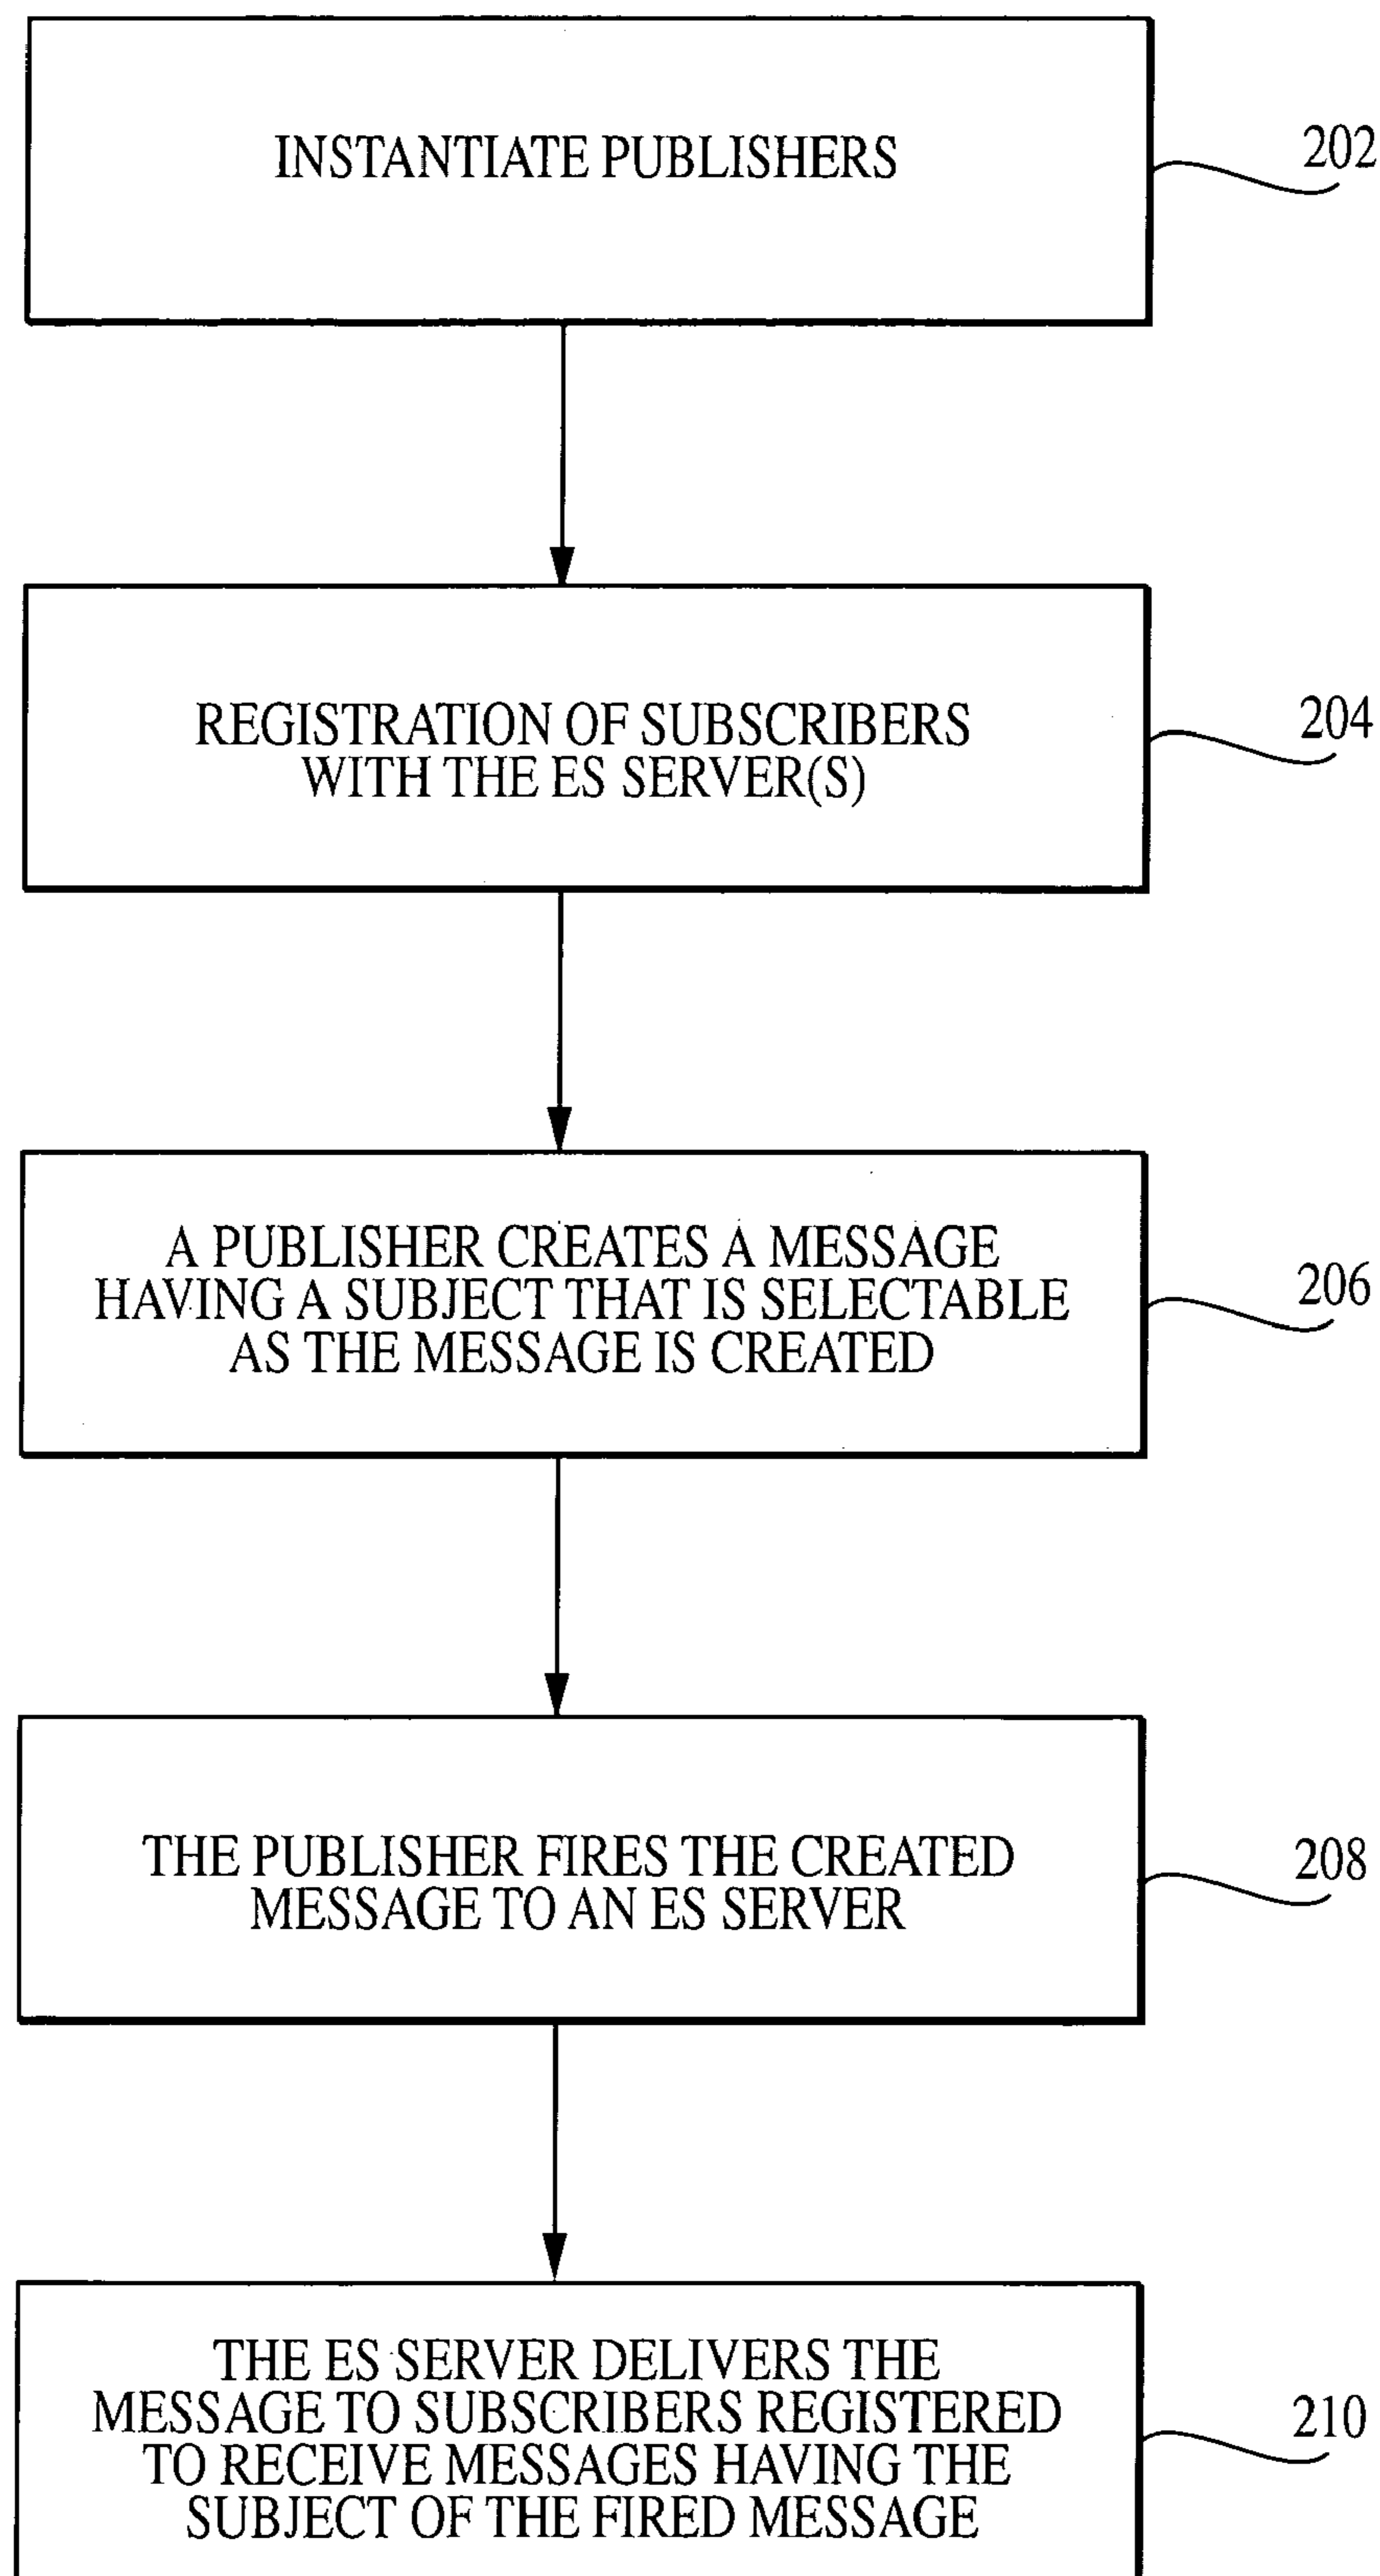 INSTANTIATE PUBLISHERS
202
REGISTRATION OF SUBSCRIBERS
WITH THE ES SERVER(S)
204
A PUBLISHER CREATES A MESSAGE
HAVING A SUBJECT THAT IS SELECTABLE
AS THE MESSAGE IS CREATED
206
THE PUBLISHER FIRES THE CREATED
MESSAGE TO AN ES SERVER
208
THE ES SERVER DELIVERS THE
MESSAGE TO SUBSCRIBERS REGISTERED
TO RECEIVE MESSAGES HAVING THE
SUBJECT OF THE FIRED MESSAGE
210